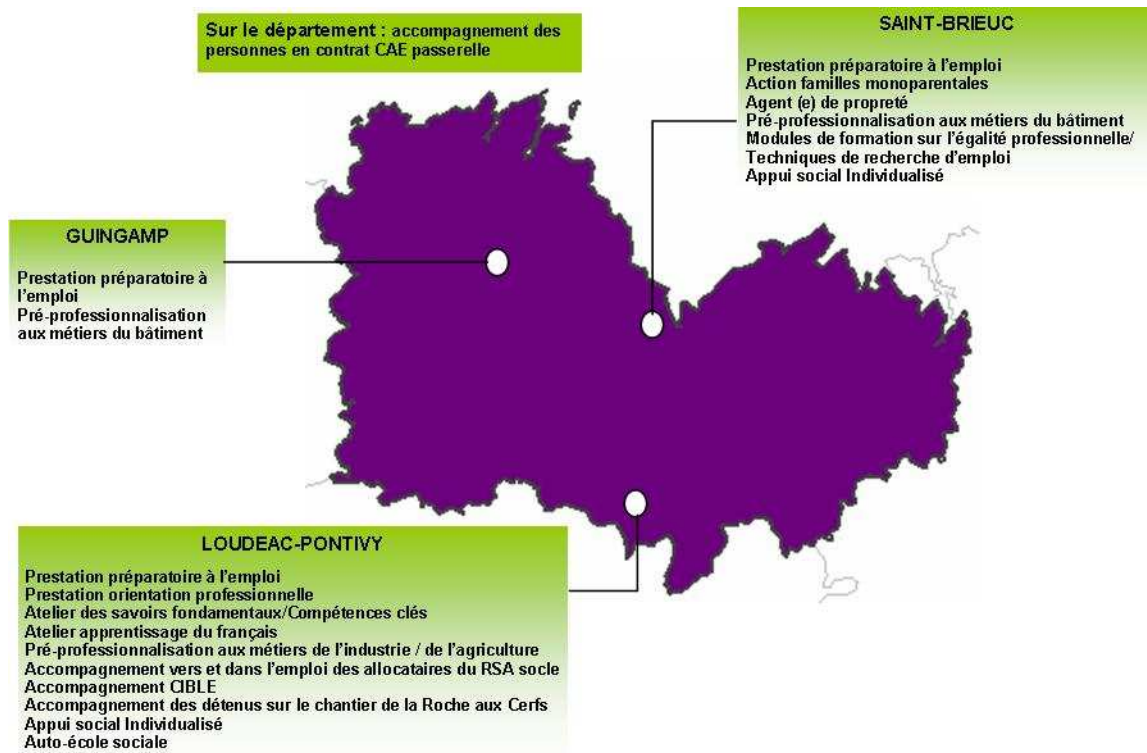 Sur le département : accompagnement des
personnes en contrat CAE passerelle
SAINT-BRIEUC
Prestation préparatoire à l'emploi
Action familles monoparentales
Agent (e) de propreté
Pré-professionnalisation aux métiers du bâtiment
Modules de formation sur l'égalité professionnelle/
Techniques de recherche d'emploi
Appui social Individualisé
GUINGAMP
Prestation préparatoire à
l'emploi
Pré-professionnalisation
aux métiers du bâtiment
LOUDEAC-PONTIVY
Prestation préparatoire à l'emploi
Prestation orientation professionnelle
Atelier des savoirs fondamentaux/Compétences clés
Atelier apprentissage du français
Pré-professionnalisation aux métiers de l'industrie / de l'agriculture
Accompagnement vers et dans l'emploi des allocataires du RSA socle
Accompagnement CIBLE
Accompagnement des détenus sur le chantier de la Roche aux Cerfs
Appui social Individualisé
Auto-école sociale